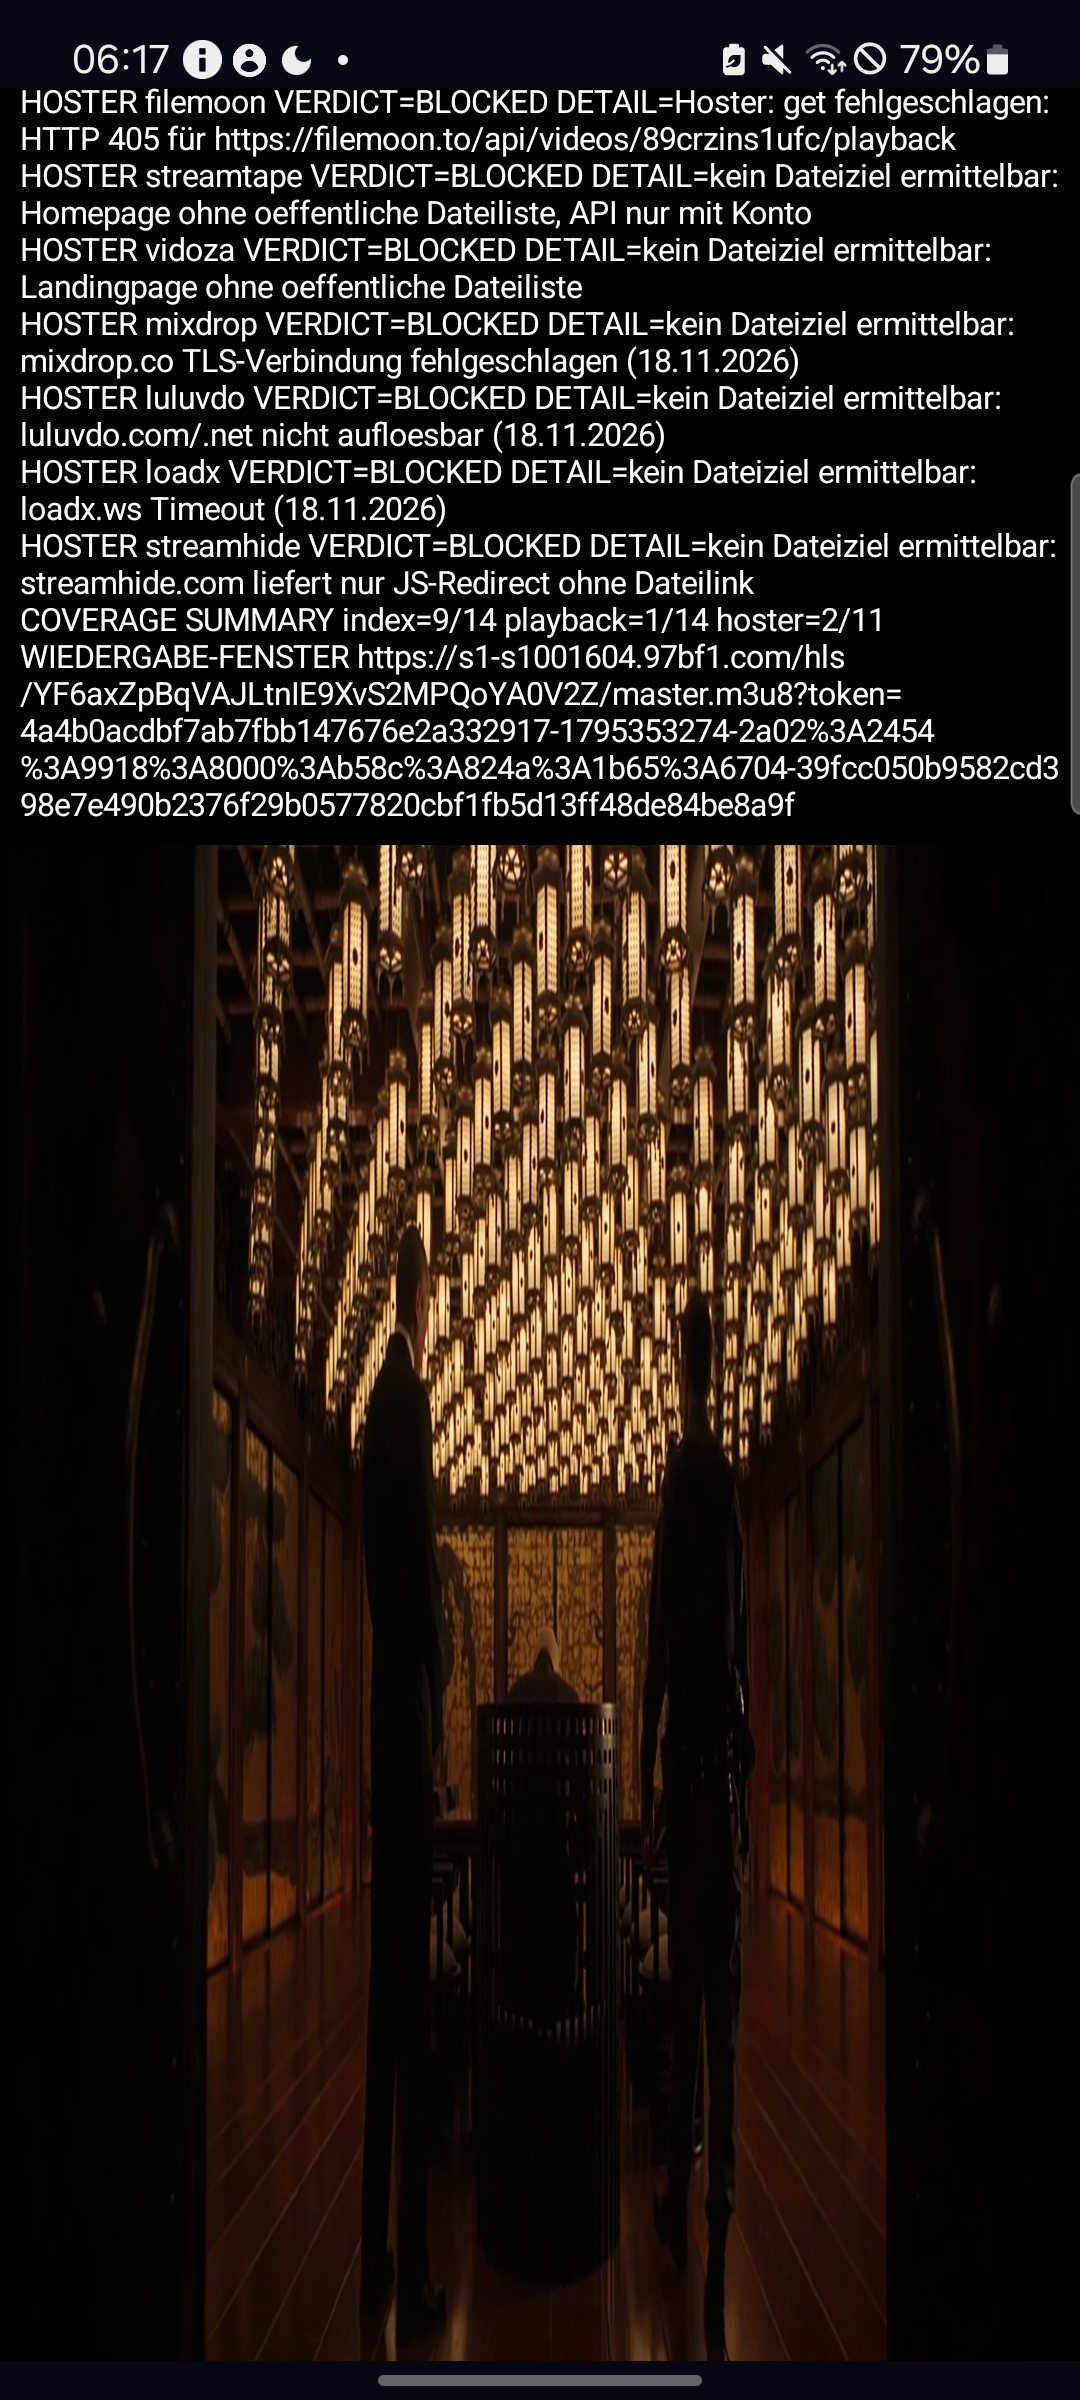 06:17
79%
HOSTER filemoon VERDICT=BLOCKED DETAIL=Hoster: get fehlgeschlagen:
HTTP 405 für https://filemoon.to/api/videos/89crzins1ufc/playback
HOSTER streamtape VERDICT=BLOCKED DETAIL=kein Dateiziel ermittelbar:
Homepage ohne oeffentliche Dateiliste, API nur mit Konto
HOSTER vidoza VERDICT=BLOCKED DETAIL=kein Dateiziel ermittelbar:
Landingpage ohne oeffentliche Dateiliste
HOSTER mixdrop VERDICT=BLOCKED DETAIL=kein Dateiziel ermittelbar:
mixdrop.co TLS-Verbindung fehlgeschlagen (18.11.2026)
HOSTER luluvdo VERDICT=BLOCKED DETAIL=kein Dateiziel ermittelbar:
luluvdo.com/.net nicht aufloesbar (18.11.2026)
HOSTER loadx VERDICT=BLOCKED DETAIL=kein Dateiziel ermittelbar:
loadx.ws Timeout (18.11.2026)
HOSTER streamhide VERDICT=BLOCKED DETAIL=kein Dateiziel ermittelbar:
streamhide.com liefert nur JS-Redirect ohne Dateilink
COVERAGE SUMMARY index=9/14 playback=1/14 hoster=2/11
WIEDERGABE-FENSTER https://s1-s1001604.97bf1.com/hls
/YF6axZpBqVAJLtnIE9XvS2MPQoYA0V2Z/master.m3u8?token=
4a4b0acdbf7ab7fbb147676e2a332917-1795353274-2a02%3A2454
%3A9918%3A8000%3Ab58c%3A824a%3A1b65%3A6704-39fcc050b9582cd3
98e7e490b2376f29b0577820cbf1fb5d13ff48de84be8a9f